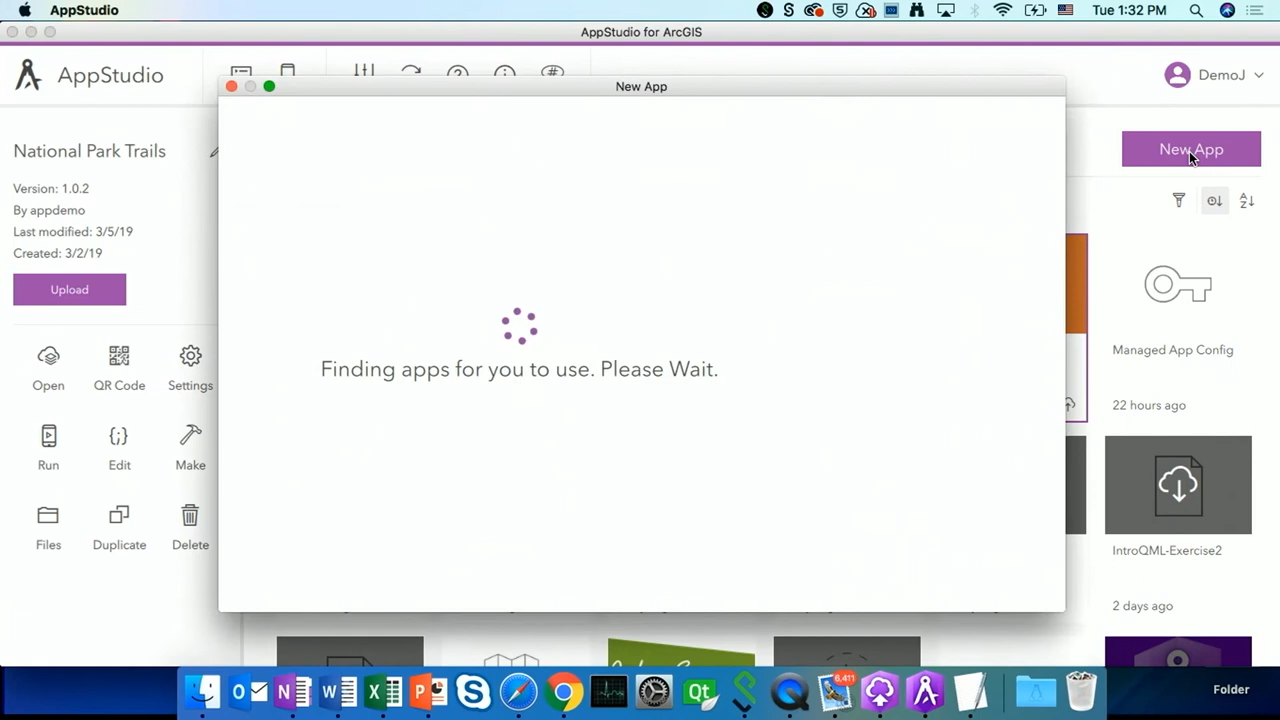 AppStudio
Tue 1:32 PM
AppStudio for ArcGIS
AppStudio
DemoJ
New App
National Park Trails
New App
Version: 1.0.2
By appdemo
Last modified: 3/5/19
Created: 3/2/19
Upload
Finding apps for you to use. Please Wait.
Managed App Config
22 hours ago
Open
QR Code
Settings
Run
Edit
Make
Files
Duplicate
Delete
IntroQML-Exercise2
2 days ago
6,411
Qt
Folder